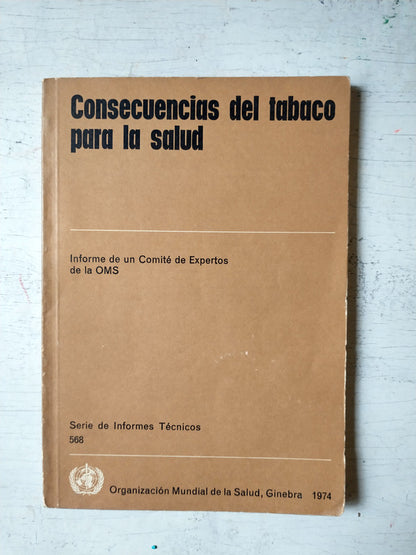 Consecuencias del tabaco
para la salud
Informe de un Comité de Expertos
de la OMS
Serie de Informes Técnicos
568
Organización Mundial de la Salud, Ginebra 1974